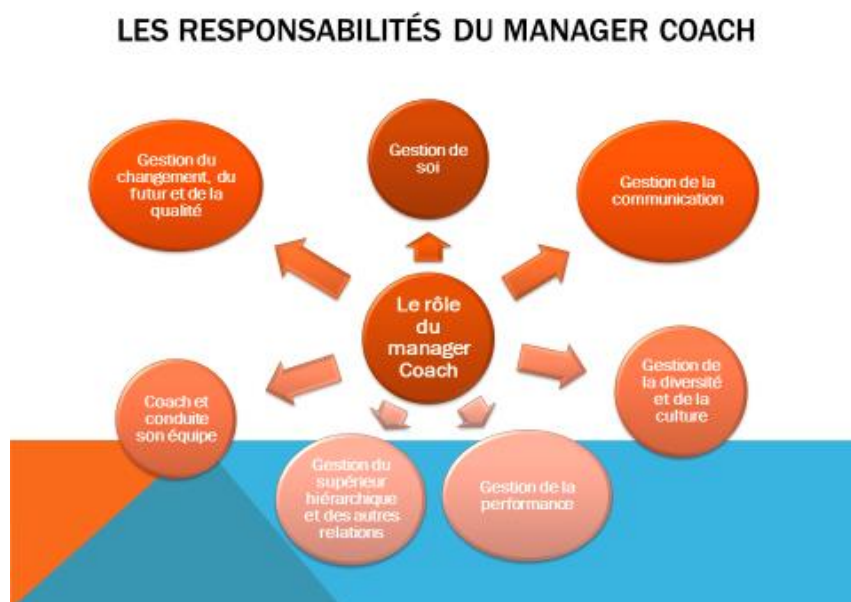 LES RESPONSABILITÉS DU MANAGER COACH
Gestion de
soi
Gestion de la
communication
Gestion de
la diversité
et de la
culture
Gestion de la
performance
Gestion du
supérieur
hiérarchique
et des autres
relations
Coach et
conduite
son équipe
Gestion du
changement, du
futur et de la
qualité
Le rôle
du
manager
Coach